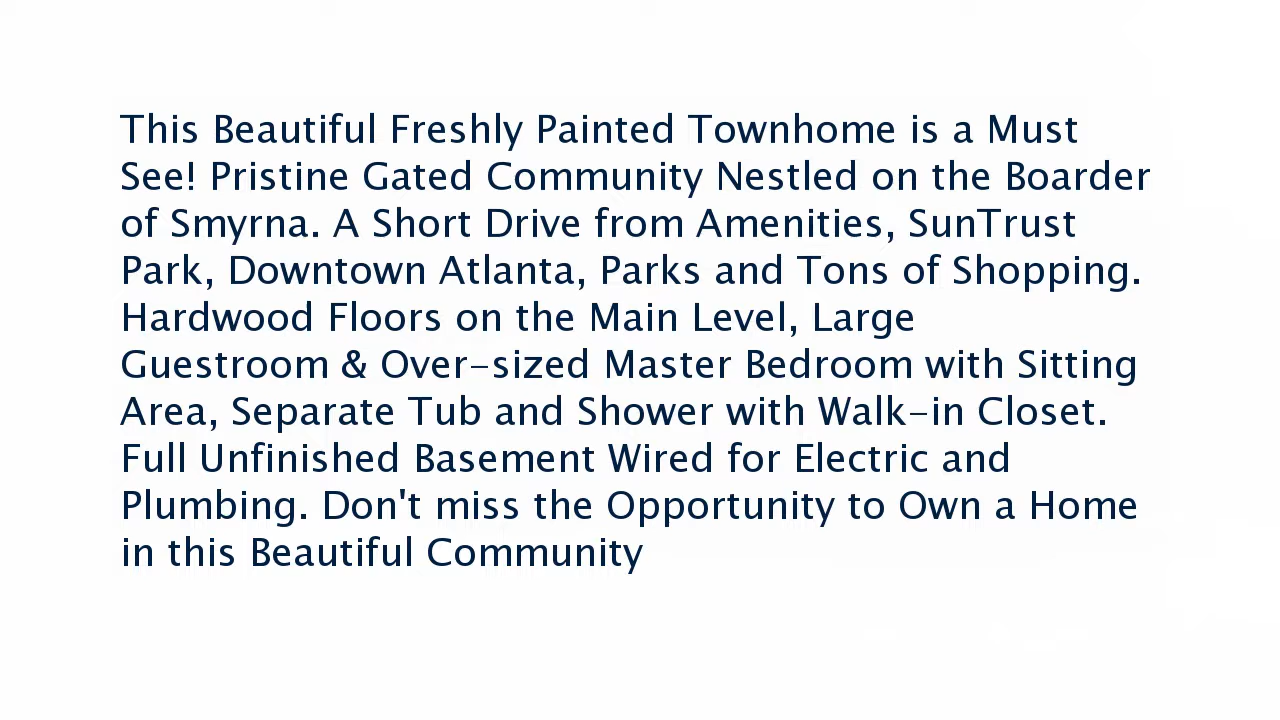 This Beautiful Freshly Painted Townhome is a Must
See! Pristine Gated Community Nestled on the Boarder
of Smyrna. A Short Drive from Amenities, SunTrust
Park, Downtown Atlanta, Parks and Tons of Shopping.
Hardwood Floors on the Main Level, Large
Guestroom & Over-sized Master Bedroom with Sitting
Area, Separate Tub and Shower with Walk-in Closet.
Full Unfinished Basement Wired for Electric and
Plumbing. Don't miss the Opportunity to Own a Home
in this Beautiful Community